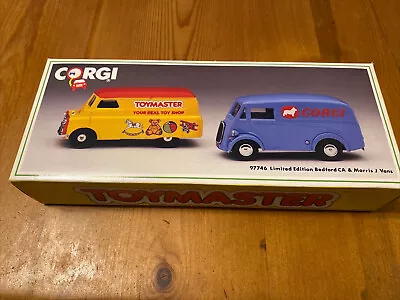 CORGI
TOYMASTER
YOUR REAL TOY SHOP
CORGI
97746 Limited Edition Bedford CA & Morris J Vans
TOYMASTER